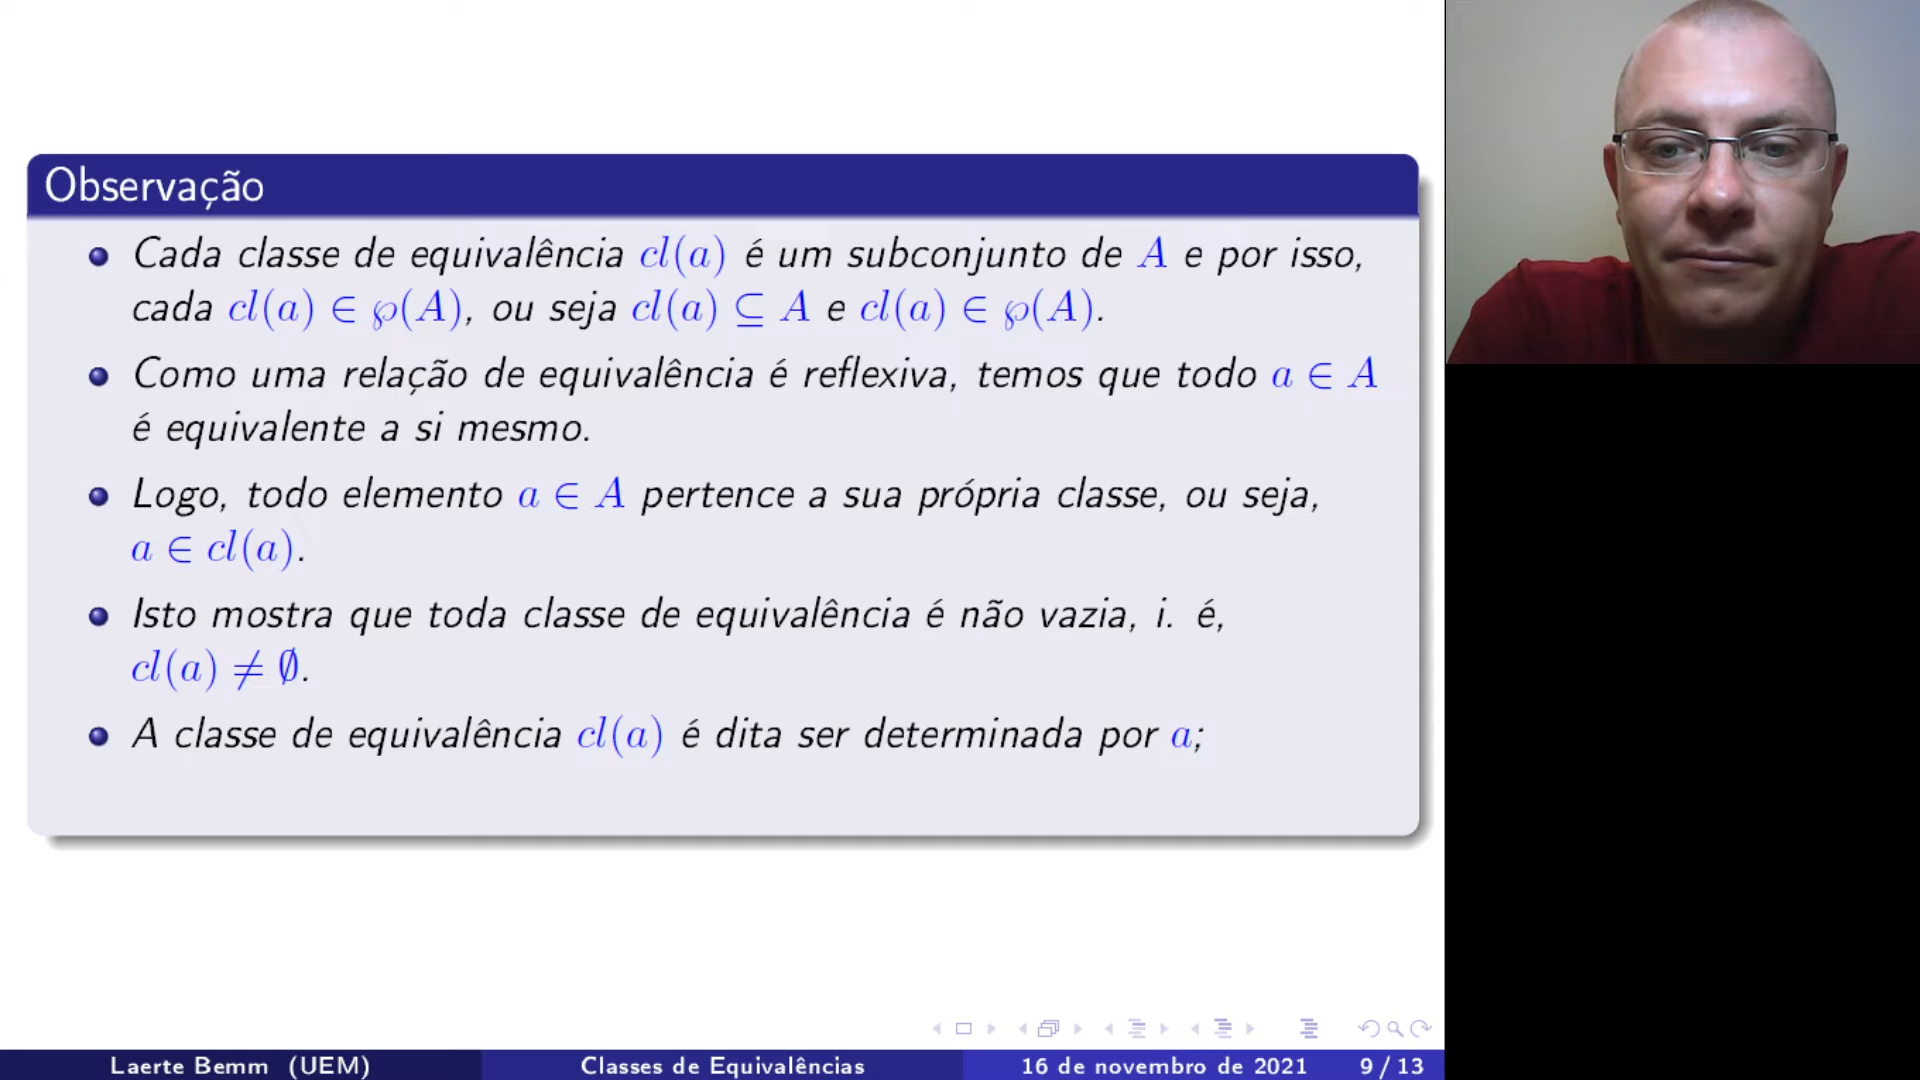 Observação
Cada classe de equivalência cl(a) é um subconjunto de A e por isso,
cada cl(a) ∈ ℘(A), ou seja cl(a) ⊆ A e cl(a) ∈ ℘(A).
Como uma relação de equivalência é reflexiva, temos que todo a ∈ A
é equivalente a si mesmo.
Logo, todo elemento a ∈ A pertence a sua própria classe, ou seja,
a ∈ cl(a).
Isto mostra que toda classe de equivalência é não vazia, i. é,
cl(a) ≠ ∅.
A classe de equivalência cl(a) é dita ser determinada por a;
Laerte Bemm (UEM) Classes de Equivalências 16 de novembro de 2021 9 / 13